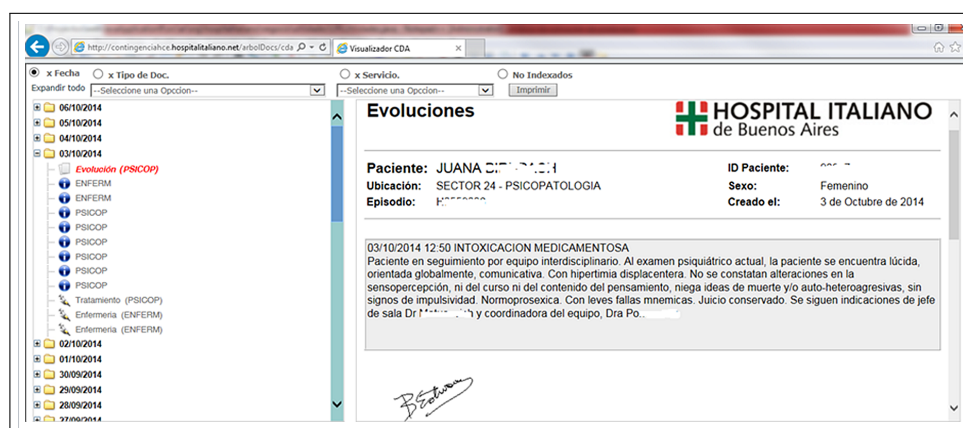 http://contingenciahce.hospitalitaliano.net/arbolDocs/cda
Visualizador CDA
x Fecha x Tipo de Doc. x Servicio. No Indexados
Expandir todo --Seleccione una Opccion-- --Seleccione una Opccion-- Imprimir
06/10/2014
05/10/2014
04/10/2014
03/10/2014
Evolución (PSICOP)
ENFERM
ENFERM
PSICOP
PSICOP
PSICOP
PSICOP
PSICOP
PSICOP
Tratamiento (PSICOP)
Enfermeria (ENFERM)
Enfermeria (ENFERM)
02/10/2014
01/10/2014
30/09/2014
29/09/2014
28/09/2014
27/09/2014
Evoluciones
HOSPITAL ITALIANO
de Buenos Aires
Paciente: JUANA ID Paciente:
Ubicación: SECTOR 24 - PSICOPATOLOGIA Sexo: Femenino
Episodio: Creado el: 3 de Octubre de 2014
03/10/2014 12:50 INTOXICACION MEDICAMENTOSA
Paciente en seguimiento por equipo interdisciplinario. Al examen psiquiátrico actual, la paciente se encuentra lúcida,
orientada globalmente, comunicativa. Con hipertimia displacentera. No se constatan alteraciones en la
sensopercepción, ni del curso ni del contenido del pensamiento, niega ideas de muerte y/o auto-heteroagresivas, sin
signos de impulsividad. Normoprosexica. Con leves fallas mnemicas. Juicio conservado. Se siguen indicaciones de jefe
de sala Dr y coordinadora del equipo, Dra